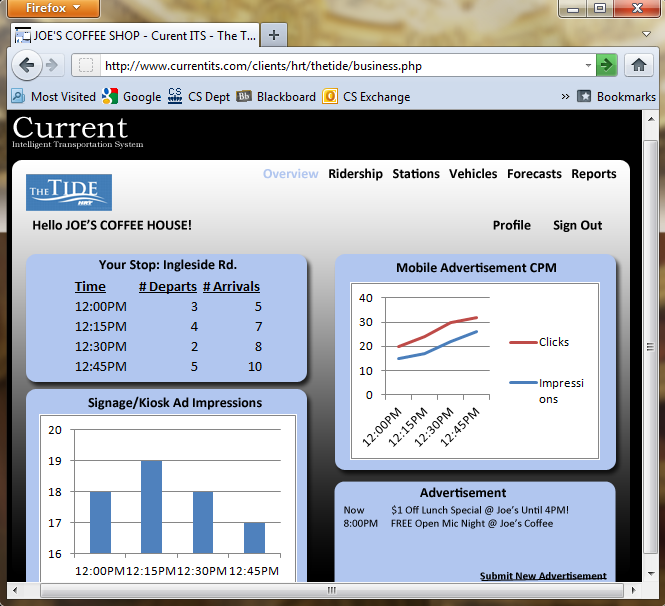 Firefox
JOE'S COFFEE SHOP - Curent ITS - The T...
http://www.currentits.com/clients/hrt/thetide/business.php
Most Visited Google CS CS Dept Bb Blackboard CS Exchange » Bookmarks
Current
Intelligent Transportation System
THE TIDE
HRT
Overview Ridership Stations Vehicles Forecasts Reports
Hello JOE'S COFFEE HOUSE! Profile Sign Out
Your Stop: Ingleside Rd.
Time # Departs # Arrivals
12:00PM 3 5
12:15PM 4 7
12:30PM 2 8
12:45PM 5 10
Signage/Kiosk Ad Impressions
20
19
18
17
16
12:00PM 12:15PM 12:30PM 12:45PM
Mobile Advertisement CPM
40
30
20
10
0
12:00PM 12:15PM 12:30PM 12:45PM
Clicks
Impressi
ons
Advertisement
Now $1 Off Lunch Special @ Joe's Until 4PM!
8:00PM FREE Open Mic Night @ Joe's Coffee
Submit New Advertisement